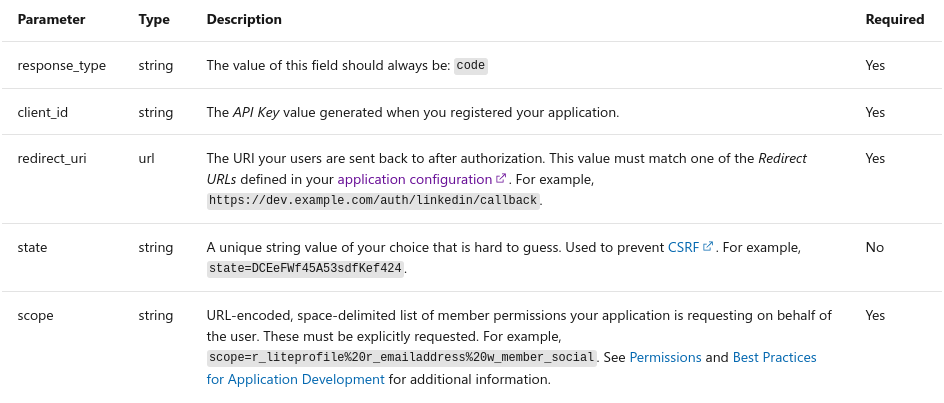 Parameter Type Description Required
response_type string The value of this field should always be: code Yes
client_id string The API Key value generated when you registered your application. Yes
redirect_uri url The URI your users are sent back to after authorization. This value must match one of the Redirect Yes
URLs defined in your application configuration . For example,
https://dev.example.com/auth/linkedin/callback.
state string A unique string value of your choice that is hard to guess. Used to prevent CSRF . For example, No
state=DCEeFWf45A53sdfKef424.
scope string URL-encoded, space-delimited list of member permissions your application is requesting on behalf of Yes
the user. These must be explicitly requested. For example,
scope=r_liteprofile%20r_emailaddress%20w_member_social. See Permissions and Best Practices
for Application Development for additional information.